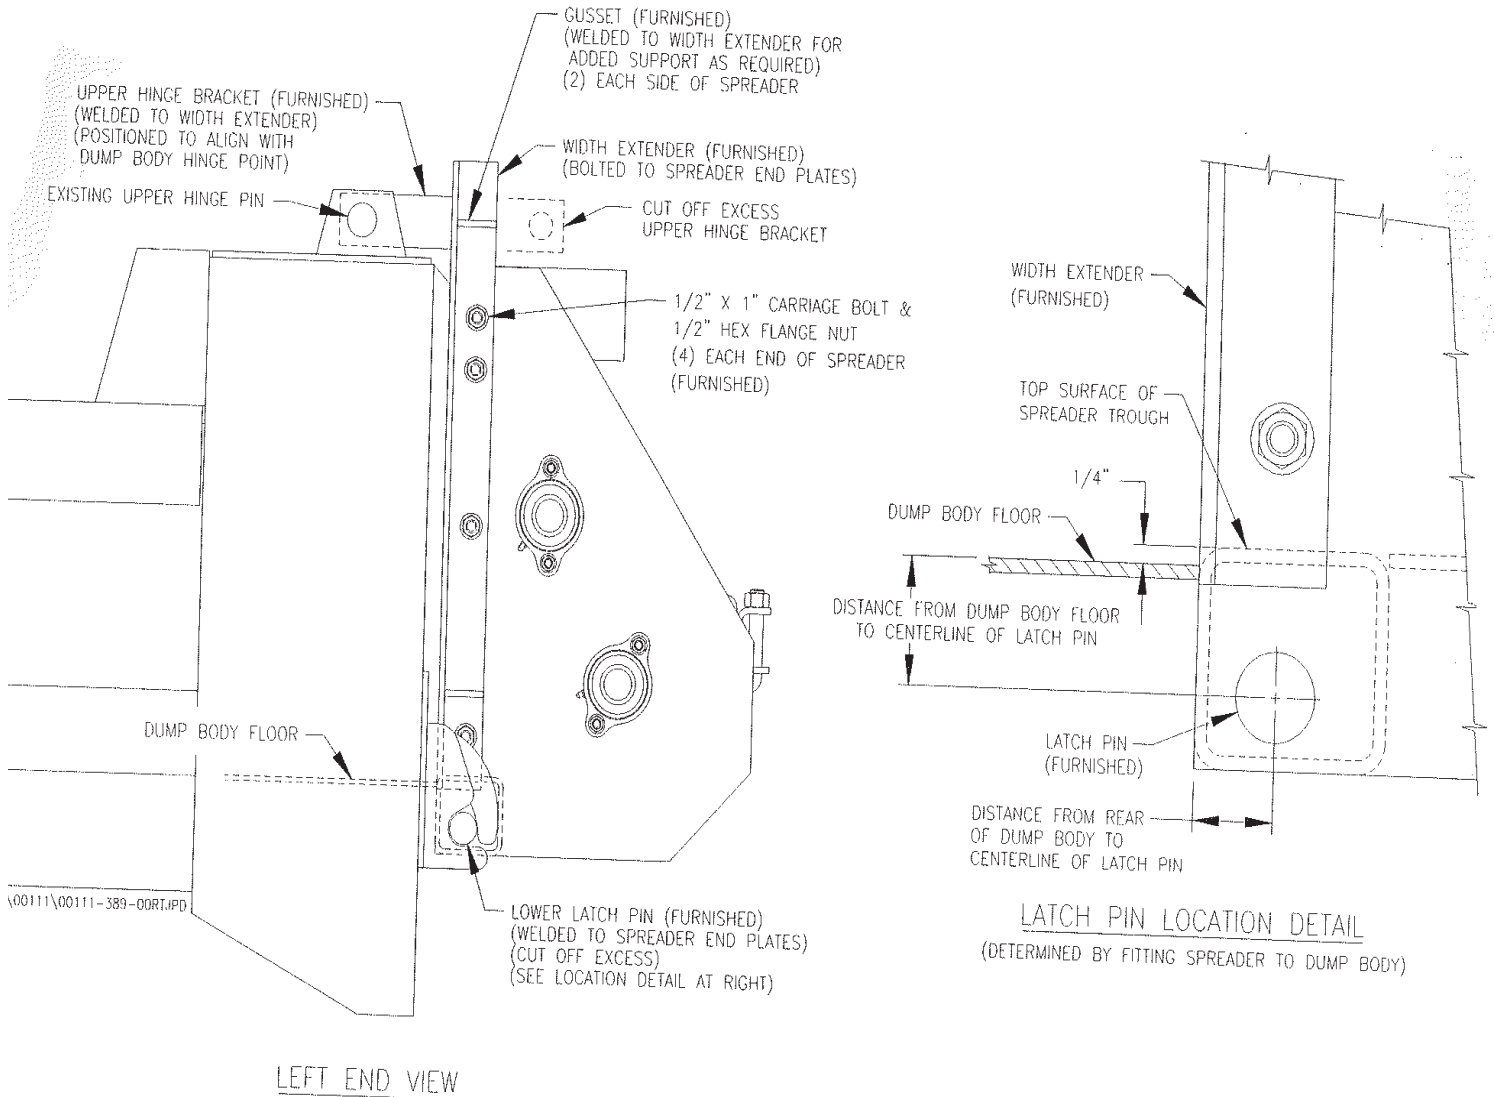 GUSSET (FURNISHED)
(WELDED TO WIDTH EXTENDER FOR
ADDED SUPPORT AS REQUIRED)
(2) EACH SIDE OF SPREADER
UPPER HINGE BRACKET (FURNISHED)
(WELDED TO WIDTH EXTENDER)
(POSITIONED TO ALIGN WITH
DUMP BODY HINGE POINT)
EXISTING UPPER HINGE PIN
WIDTH EXTENDER (FURNISHED)
(BOLTED TO SPREADER END PLATES)
CUT OFF EXCESS
UPPER HINGE BRACKET
1/2" X 1" CARRIAGE BOLT &
1/2" HEX FLANGE NUT
(4) EACH END OF SPREADER
(FURNISHED)
DUMP BODY FLOOR
\00111\00111-389-00RT.JPD
LOWER LATCH PIN (FURNISHED)
(WELDED TO SPREADER END PLATES)
(CUT OFF EXCESS)
(SEE LOCATION DETAIL AT RIGHT)
LEFT END VIEW
WIDTH EXTENDER
(FURNISHED)
TOP SURFACE OF
SPREADER TROUGH
1/4"
DUMP BODY FLOOR
DISTANCE FROM DUMP BODY FLOOR
TO CENTERLINE OF LATCH PIN
LATCH PIN
(FURNISHED)
DISTANCE FROM REAR
OF DUMP BODY TO
CENTERLINE OF LATCH PIN
LATCH PIN LOCATION DETAIL
(DETERMINED BY FITTING SPREADER TO DUMP BODY)